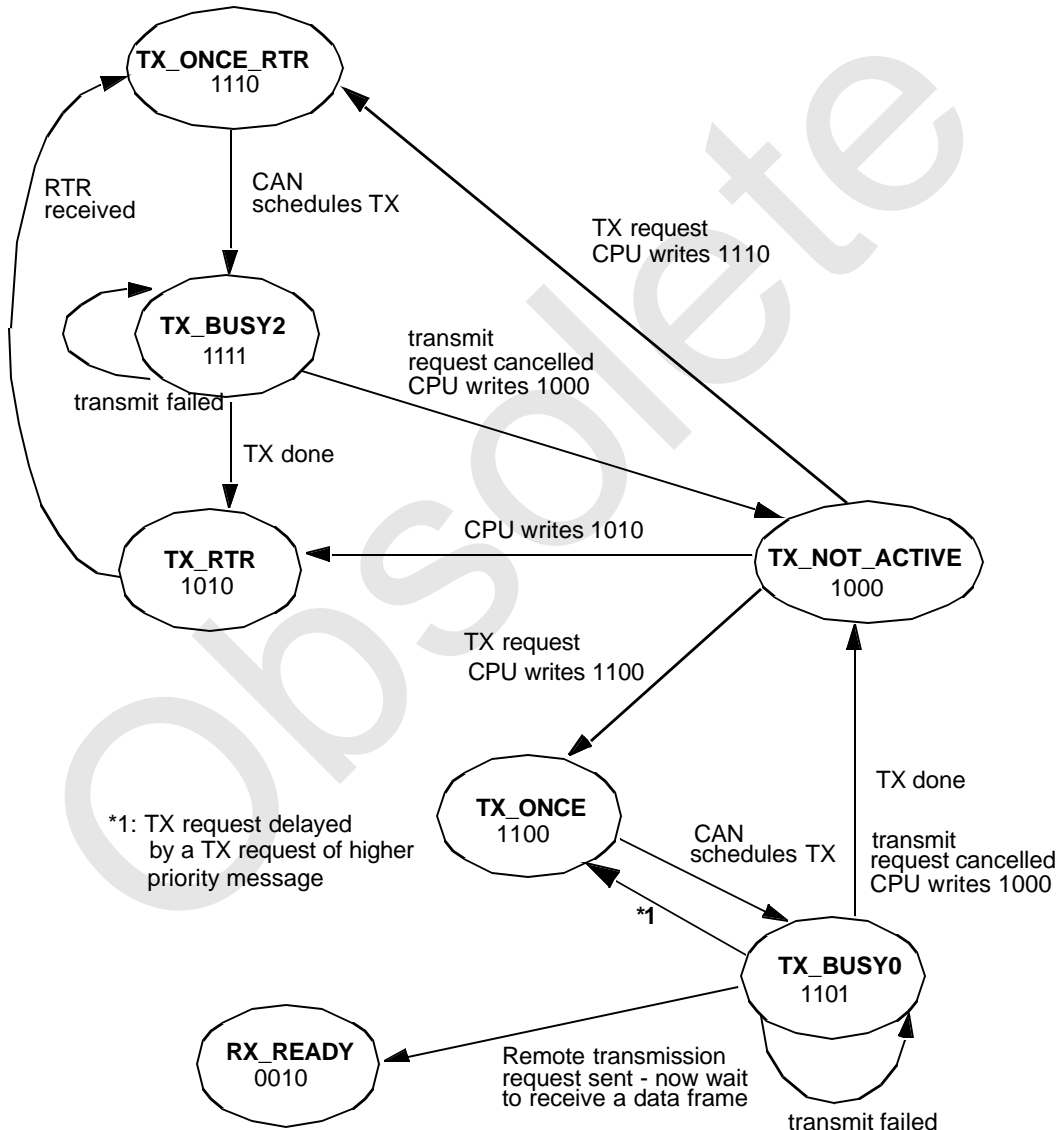 TX_ONCE_RTR
1110
RTR
received
CAN
schedules TX
TX request
CPU writes 1110
TX_BUSY2
1111
transmit
request cancelled
CPU writes 1000
transmit failed
TX done
CPU writes 1010
TX_RTR
1010
TX_NOT_ACTIVE
1000
TX request
CPU writes 1100
TX done
TX_ONCE
1100
*1: TX request delayed
by a TX request of higher
priority message
CAN
schedules TX
transmit
request cancelled
CPU writes 1000
*1
TX_BUSY0
1101
RX_READY
0010
Remote transmission
request sent - now wait
to receive a data frame
transmit failed
Obsolete